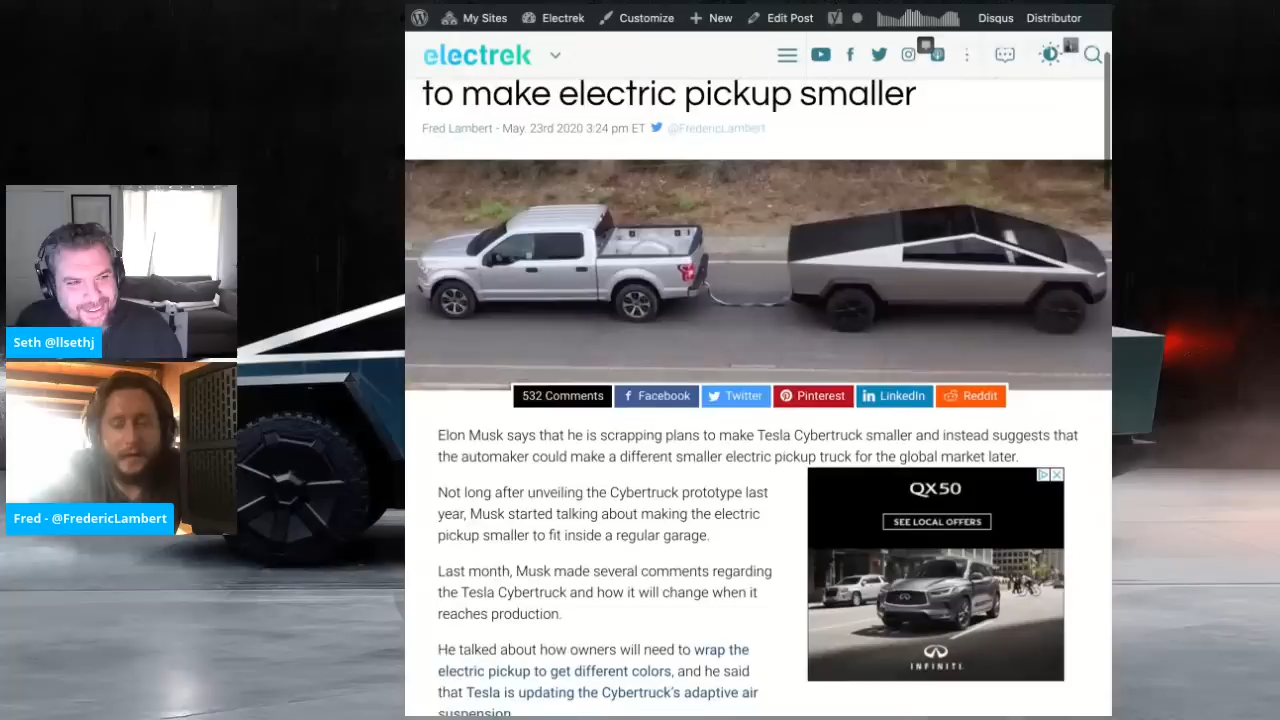 My Sites Electrek Customize New Edit Post Disqus Distributor
electrek
to make electric pickup smaller
Fred Lambert - May. 23rd 2020 3:24 pm ET @FredericLambert
Seth @llsethj
Fred - @FredericLambert
532 Comments Facebook Twitter Pinterest LinkedIn Reddit
Elon Musk says that he is scrapping plans to make Tesla Cybertruck smaller and instead suggests that
the automaker could make a different smaller electric pickup truck for the global market later.
Not long after unveiling the Cybertruck prototype last
year, Musk started talking about making the electric
pickup smaller to fit inside a regular garage.
Last month, Musk made several comments regarding
the Tesla Cybertruck and how it will change when it
reaches production.
He talked about how owners will need to wrap the
electric pickup to get different colors, and he said
that Tesla is updating the Cybertruck's adaptive air
suspension.
QX50
SEE LOCAL OFFERS
INFINITI.